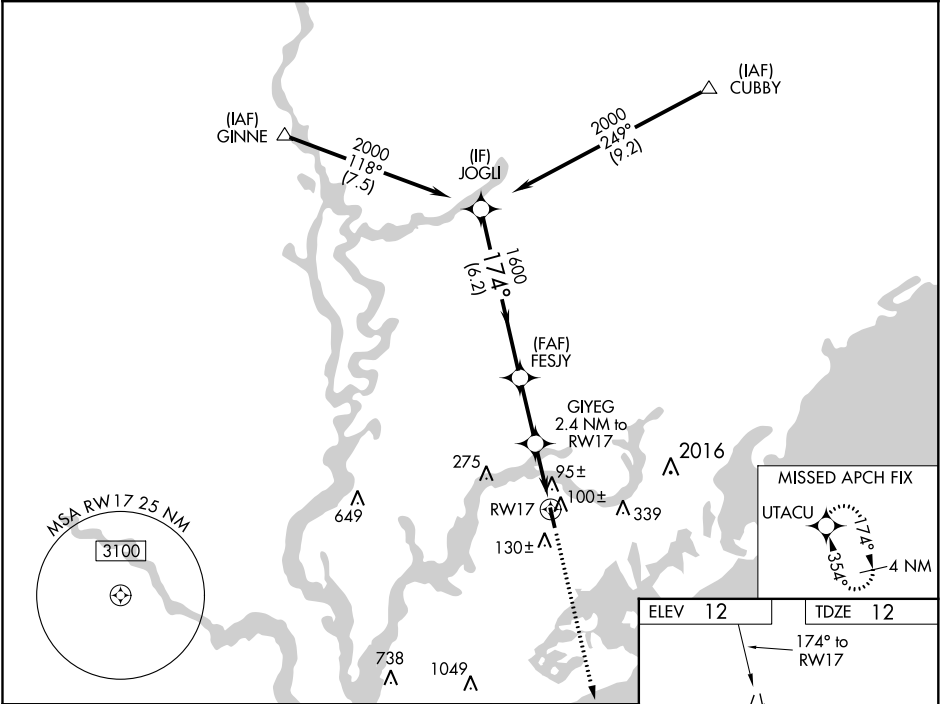 (IAF)
CUBBY
(IAF)
GINNE
2000
118°
(7.5)
2000
249°
(9.2)
(IF)
JOGLI
1600
174°
(6.2)
(FAF)
FESJY
GIYEG
2.4 NM to
RW17
275
95±
2016
649
RW17
100±
339
130±
MSA RW17 25 NM
3100
738
1049
MISSED APCH FIX
UTACU
174°
354°
4 NM
ELEV 12
TDZE 12
174° to
RW17